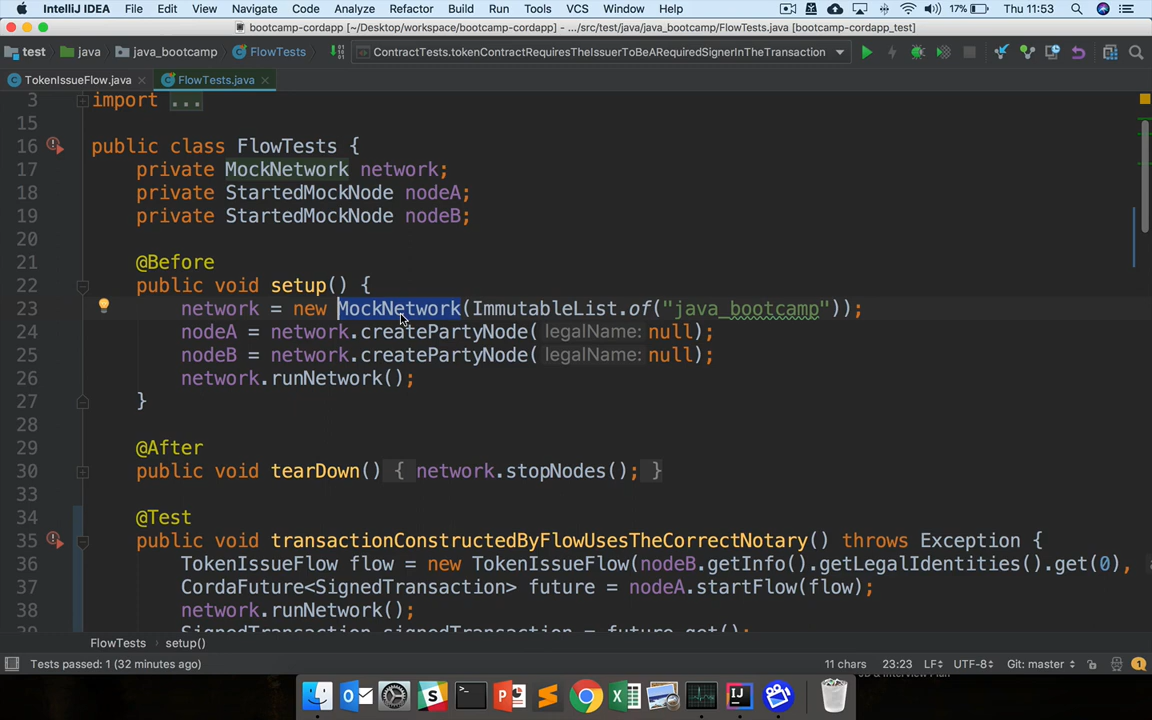 IntelliJ IDEA File Edit View Navigate Code Analyze Refactor Build Run Tools VCS Window Help 17% Thu 11:53
bootcamp-cordapp [~/Desktop/workspace/bootcamp-cordapp] - .../src/test/java/java_bootcamp/FlowTests.java [bootcamp-cordapp_test]
test java java_bootcamp FlowTests ContractTests.tokenContractRequiresTheIssuerToBeARequiredSignerInTheTransaction
TokenIssueFlow.java FlowTests.java
3 import ...
15
16 public class FlowTests {
17 private MockNetwork network;
18 private StartedMockNode nodeA;
19 private StartedMockNode nodeB;
20
21 @Before
22 public void setup() {
23 network = new MockNetwork(ImmutableList.of("java_bootcamp"));
24 nodeA = network.createPartyNode( legalName: null);
25 nodeB = network.createPartyNode( legalName: null);
26 network.runNetwork();
27 }
28
29 @After
30 public void tearDown() { network.stopNodes(); }
33
34 @Test
35 public void transactionConstructedByFlowUsesTheCorrectNotary() throws Exception {
36 TokenIssueFlow flow = new TokenIssueFlow(nodeB.getInfo().getLegalIdentities().get(0),
37 CordaFuture<SignedTransaction> future = nodeA.startFlow(flow);
38 network.runNetwork();
SignedTransaction signedTransaction = future.get();
FlowTests setup()
Tests passed: 1 (32 minutes ago) 11 chars 23:23 LF UTF-8 Git: master 1